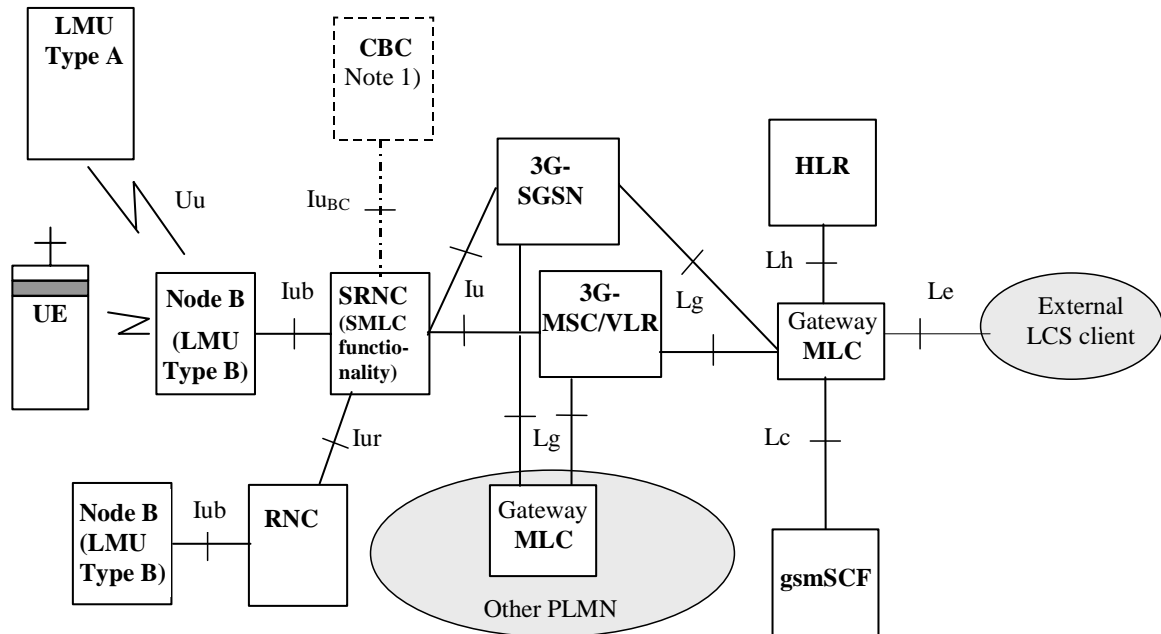 LMU
Type A
CBC
Note 1)
3G-
SGSN
HLR
Uu
IuBC
Lh
UE
Node B
(LMU
Type B)
Iub
SRNC
(SMLC
functio-
nality)
Iu
3G-
MSC/VLR
Lg
Gateway
MLC
Le
External
LCS client
Iur
Lg
Lc
Node B
(LMU
Type B)
Iub
RNC
Gateway
MLC
Other PLMN
gsmSCF